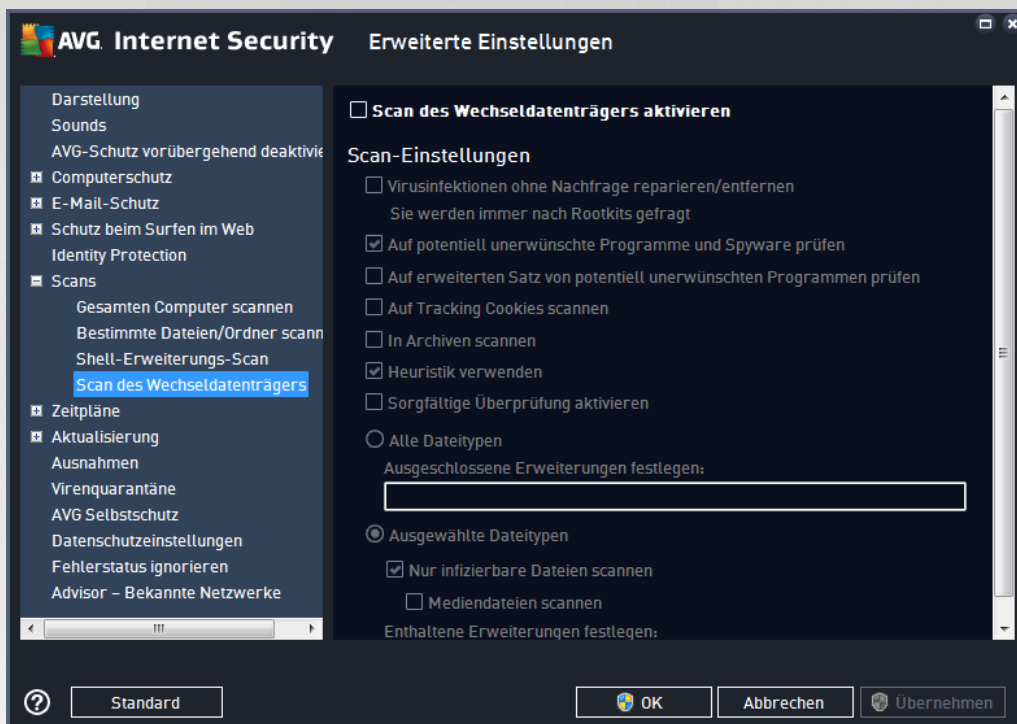 AVG Internet Security Erweiterte Einstellungen
Darstellung
Sounds
AVG-Schutz vorübergehend deaktivie
Computerschutz
E-Mail-Schutz
Schutz beim Surfen im Web
Identity Protection
Scans
Gesamten Computer scannen
Bestimmte Dateien/Ordner scann
Shell-Erweiterungs-Scan
Scan des Wechseldatenträgers
Zeitpläne
Aktualisierung
Ausnahmen
Virenquarantäne
AVG Selbstschutz
Datenschutzeinstellungen
Fehlerstatus ignorieren
Advisor – Bekannte Netzwerke
Scan des Wechseldatenträgers aktivieren
Scan-Einstellungen
Virusinfektionen ohne Nachfrage reparieren/entfernen
Sie werden immer nach Rootkits gefragt
Auf potentiell unerwünschte Programme und Spyware prüfen
Auf erweiterten Satz von potentiell unerwünschten Programmen prüfen
Auf Tracking Cookies scannen
In Archiven scannen
Heuristik verwenden
Sorgfältige Überprüfung aktivieren
Alle Dateitypen
Ausgeschlossene Erweiterungen festlegen:
Ausgewählte Dateitypen
Nur infizierbare Dateien scannen
Mediendateien scannen
Enthaltene Erweiterungen festlegen:
? Standard OK Abbrechen Übernehmen